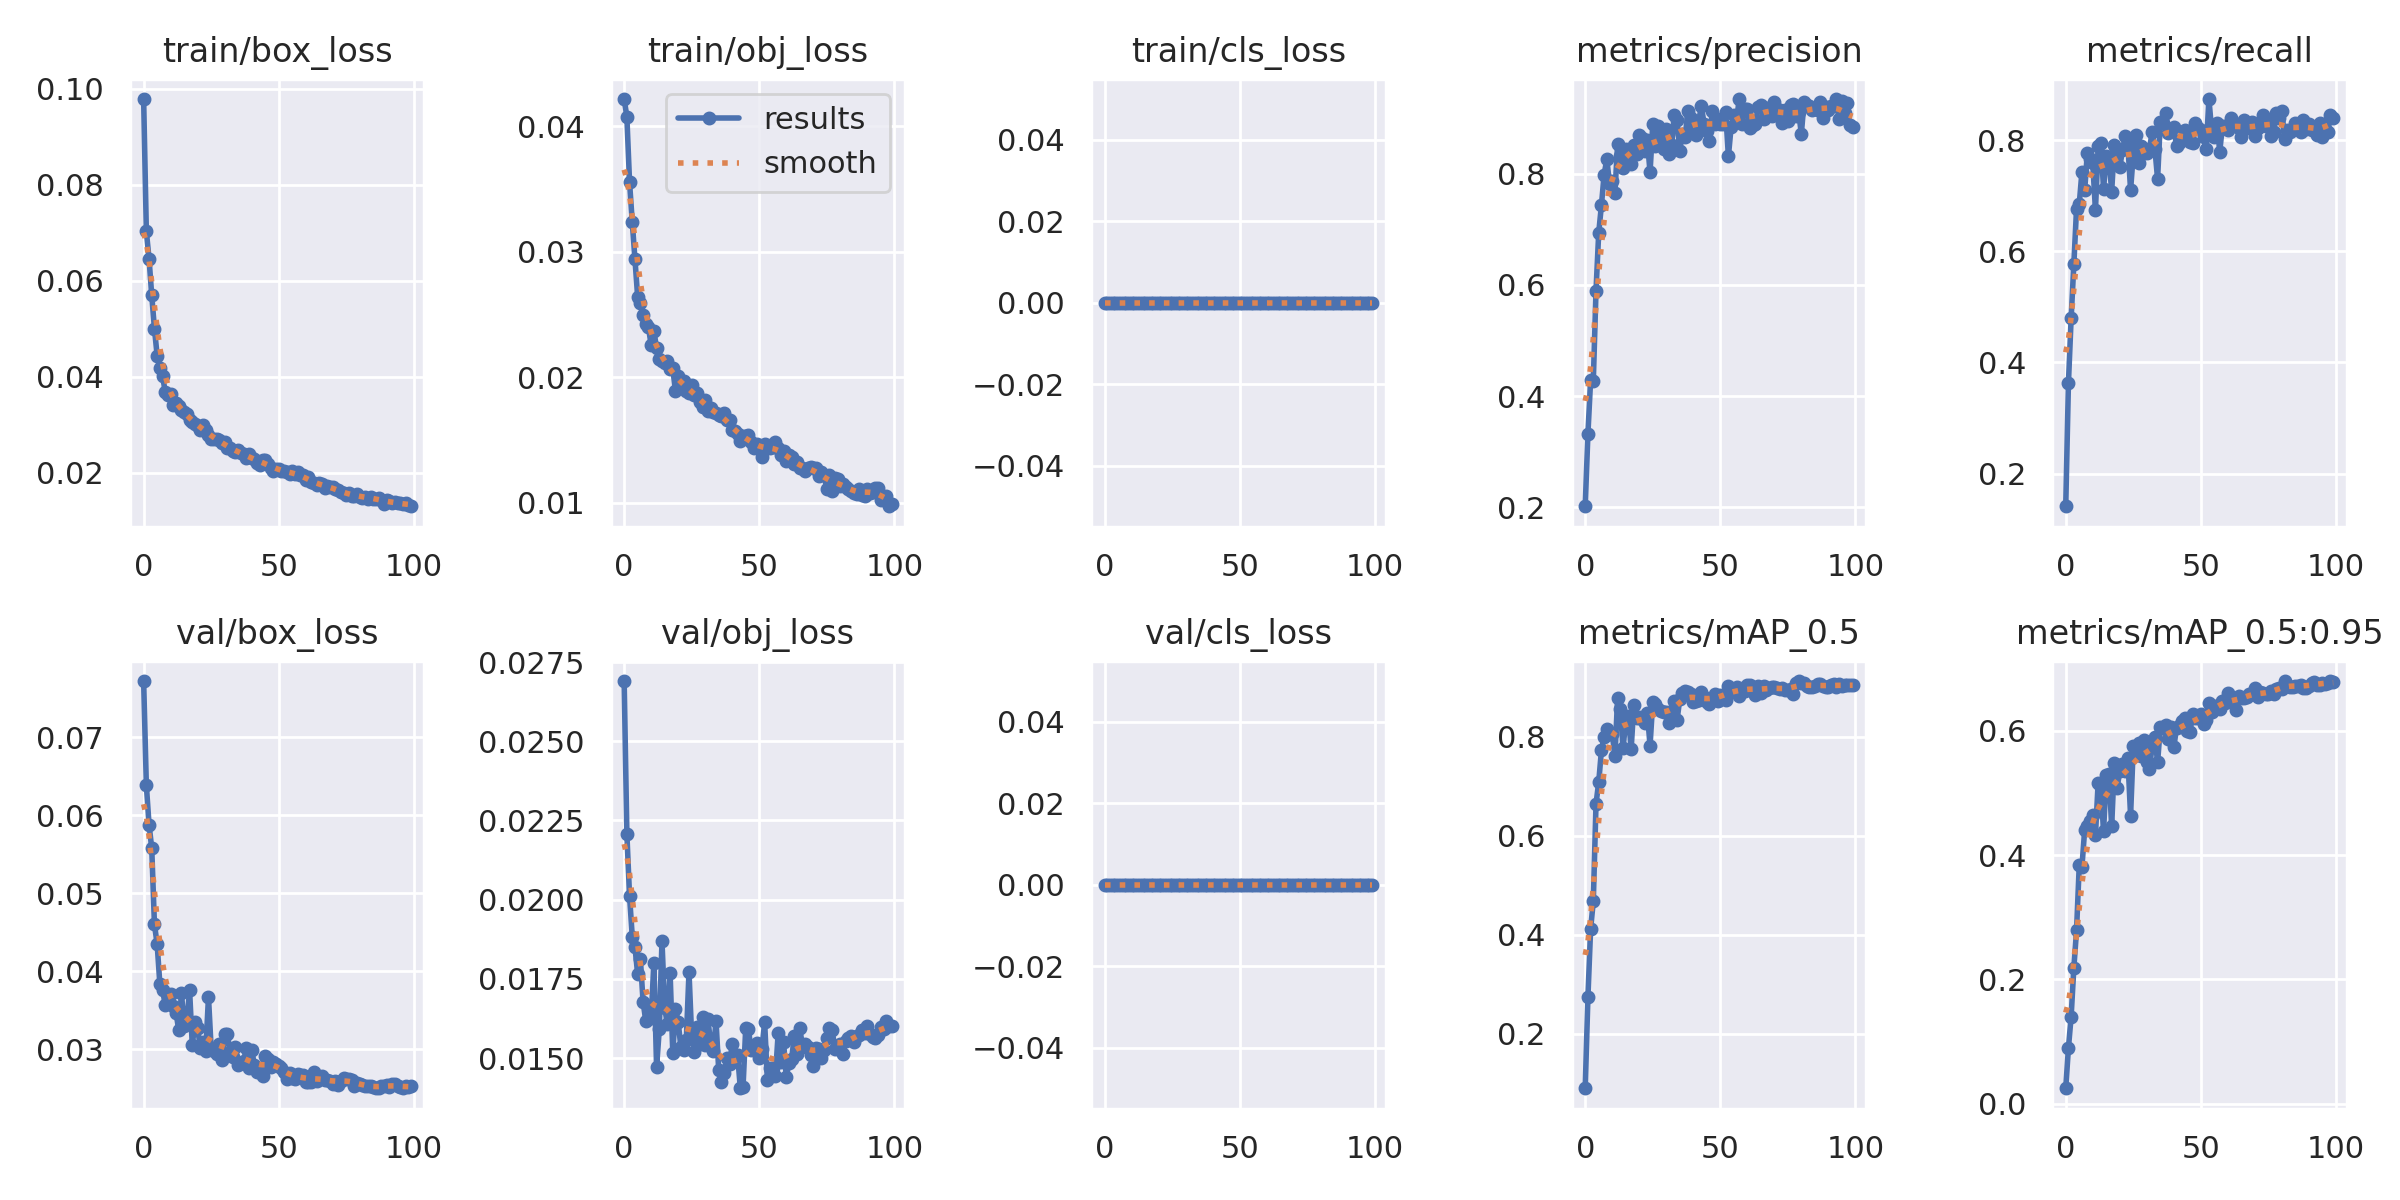 train/box_loss
0.10
0.08
0.06
0.04
0.02
0 50 100
train/obj_loss
results
smooth
0.04
0.03
0.02
0.01
0 50 100
train/cls_loss
0.04
0.02
0.00
−0.02
−0.04
0 50 100
metrics/precision
0.8
0.6
0.4
0.2
0 50 100
metrics/recall
0.8
0.6
0.4
0.2
0 50 100
val/box_loss
0.07
0.06
0.05
0.04
0.03
0 50 100
val/obj_loss
0.0275
0.0250
0.0225
0.0200
0.0175
0.0150
0 50 100
val/cls_loss
0.04
0.02
0.00
−0.02
−0.04
0 50 100
metrics/mAP_0.5
0.8
0.6
0.4
0.2
0 50 100
metrics/mAP_0.5:0.95
0.6
0.4
0.2
0.0
0 50 100